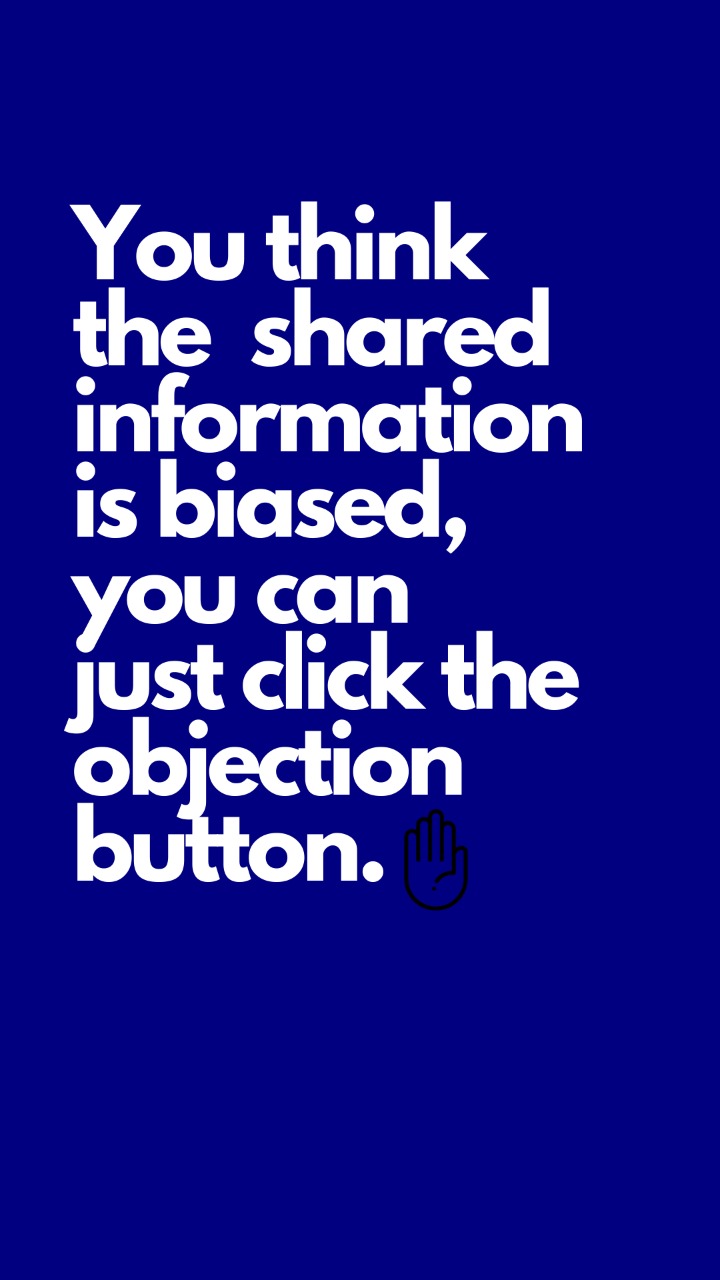 You think
the  shared
information
is biased,
you can
just click the
objection
button.